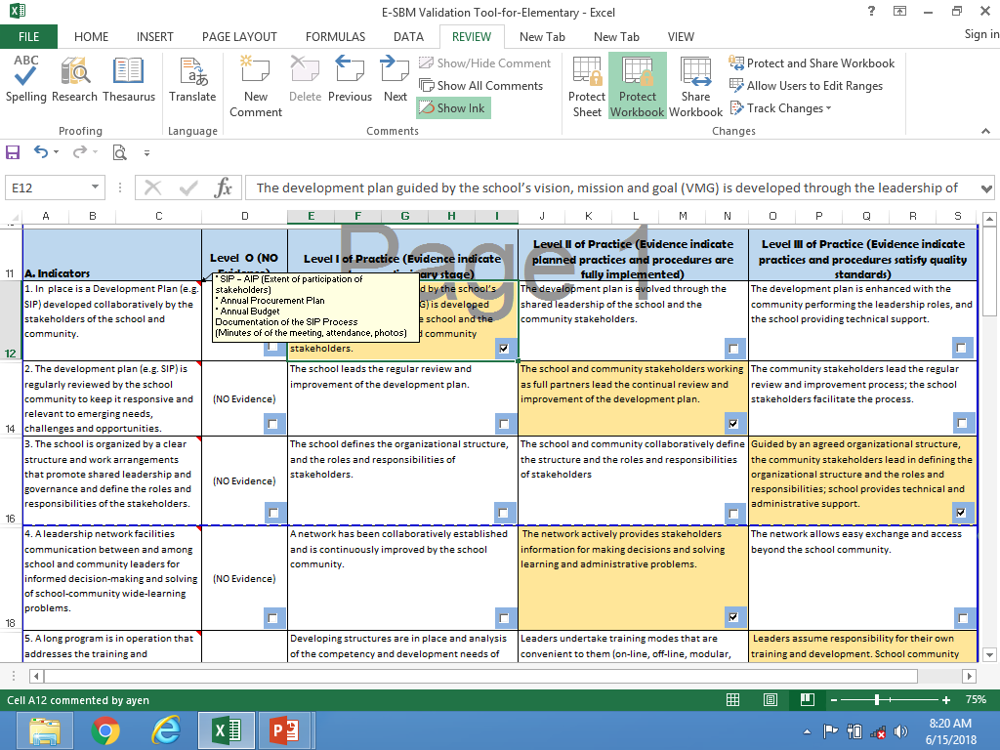 E-SBM Validation Tool-for-Elementary - Excel
FILE HOME INSERT PAGE LAYOUT FORMULAS DATA REVIEW New Tab New Tab VIEW Sign in
ABC
Spelling Research Thesaurus
Proofing
Translate
Language
New Comment
Delete Previous Next
Show/Hide Comment
Show All Comments
Show Ink
Comments
Protect Sheet
Protect Workbook
Share Workbook
Protect and Share Workbook
Allow Users to Edit Ranges
Track Changes
Changes
E12 fx The development plan guided by the school's vision, mission and goal (VMG) is developed through the leadership of
A B C D E F G H I J K L M N O P Q R S
Page 1
11
A. Indicators
Level O (NO
Level I of Practice (Evidence indicate
Level II of Practice (Evidence indicate
planned practices and procedures are
fully implemented)
Level III of Practice (Evidence indicate
practices and procedures satisfy quality
standards)
12
1. In place is a Development Plan (e.g.
SIP) developed collaboratively by the
stakeholders of the school and
community.
* SIP – AIP (Extent of participation of
stakeholders)
* Annual Procurement Plan
* Annual Budget
Documentation of the SIP Process
(Minutes of of the meeting, attendance, photos)
d by the school's
) is developed
e school and the
community
stakeholders.
The development plan is evolved through the
shared leadership of the school and the
community stakeholders.
The development plan is enhanced with the
community performing the leadership roles, and
the school providing technical support.
14
2. The development plan (e.g. SIP) is
regularly reviewed by the school
community to keep it responsive and
relevant to emerging needs,
challenges and opportunities.
(NO Evidence)
The school leads the regular review and
improvement of the development plan.
The school and community stakeholders working
as full partners lead the continual review and
improvement of the development plan.
The community stakeholders lead the regular
review and improvement process; the school
stakeholders facilitate the process.
16
3. The school is organized by a clear
structure and work arrangements
that promote shared leadership and
governance and define the roles and
responsibilities of the stakeholders.
(NO Evidence)
The school defines the organizational structure,
and the roles and responsibilities of
stakeholders.
The school and community collaboratively define
the structure and the roles and responsibilities
of stakeholders
Guided by an agreed organizational structure,
the community stakeholders lead in defining the
organizational structure and the roles and
responsibilities; school provides technical and
administrative support.
18
4. A leadership network facilities
communication between and among
school and community leaders for
informed decision-making and solving
of school-community wide-learning
problems.
(NO Evidence)
A network has been collaboratively established
and is continuously improved by the school
community.
The network actively provides stakeholders
information for making decisions and solving
learning and administrative problems.
The network allows easy exchange and access
beyond the school community.
5. A long program is in operation that
addresses the training and
Developing structures are in place and analysis
of the competency and development needs of
Leaders undertake training modes that are
convenient to them (on-line, off-line, modular,
Leaders assume responsibility for their own
training and development. School community
Cell A12 commented by ayen
75%
8:20 AM
6/15/2018